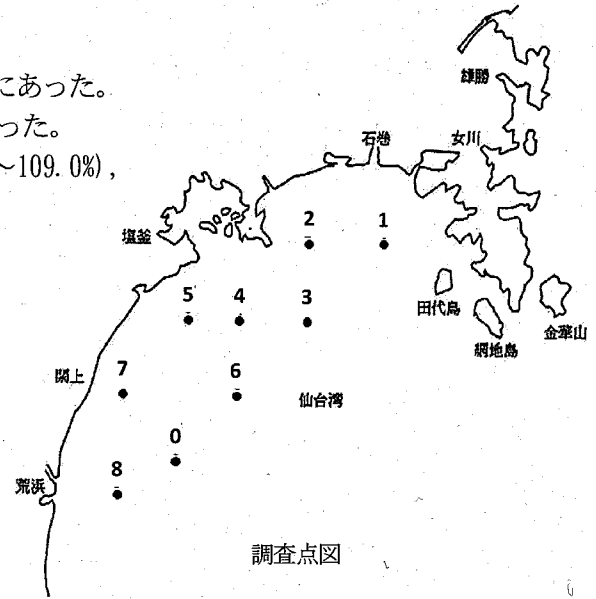 にあった。
った。
~109.0%),
雄勝
石巻
女川
塩釜
2
1
田代島
網地島
金華山
5
4
3
閖上
7
6
仙台湾
0
荒浜
8
調査点図